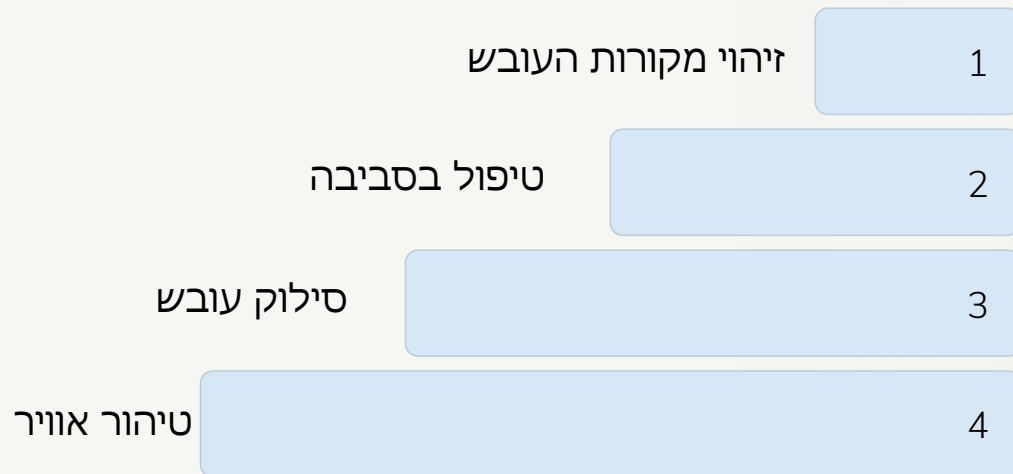 1 זיהוי מקורות העובש
2 טיפול בסביבה
3 סילוק עובש
4 טיהור אוויר